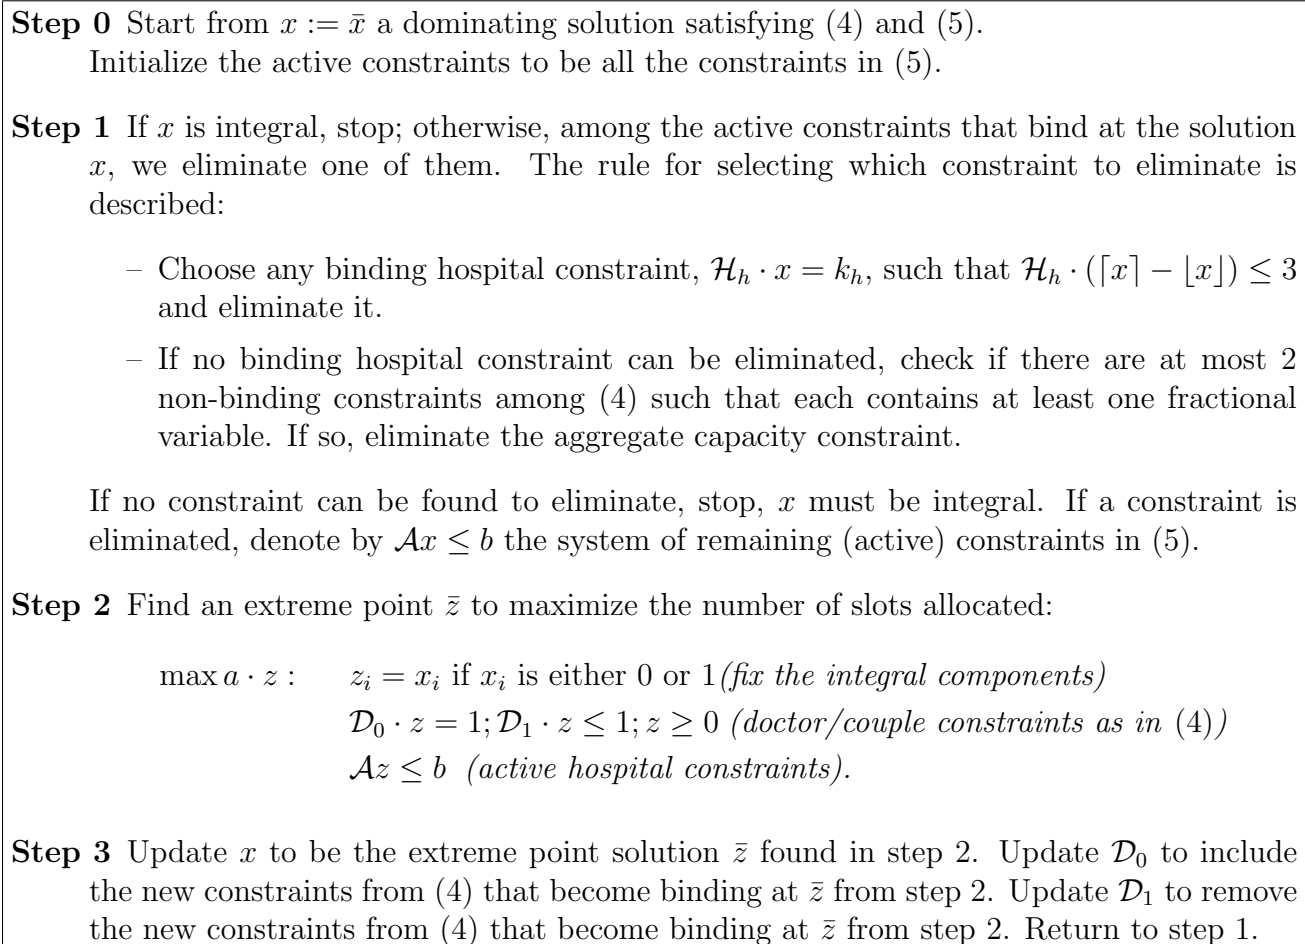 Step 0 Start from x := x̄ a dominating solution satisfying (4) and (5).
Initialize the active constraints to be all the constraints in (5).
Step 1 If x is integral, stop; otherwise, among the active constraints that bind at the solution
x, we eliminate one of them. The rule for selecting which constraint to eliminate is
described:
– Choose any binding hospital constraint, ℋ_h · x = k_h, such that ℋ_h · (⌈x⌉ − ⌊x⌋) ≤ 3
and eliminate it.
– If no binding hospital constraint can be eliminated, check if there are at most 2
non-binding constraints among (4) such that each contains at least one fractional
variable. If so, eliminate the aggregate capacity constraint.
If no constraint can be found to eliminate, stop, x must be integral. If a constraint is
eliminated, denote by 𝒜x ≤ b the system of remaining (active) constraints in (5).
Step 2 Find an extreme point z̄ to maximize the number of slots allocated:
max a · z : z_i = x_i if x_i is either 0 or 1(fix the integral components)
𝒟_0 · z = 1; 𝒟_1 · z ≤ 1; z ≥ 0 (doctor/couple constraints as in (4))
𝒜z ≤ b (active hospital constraints).
Step 3 Update x to be the extreme point solution z̄ found in step 2. Update 𝒟_0 to include
the new constraints from (4) that become binding at z̄ from step 2. Update 𝒟_1 to remove
the new constraints from (4) that become binding at z̄ from step 2. Return to step 1.